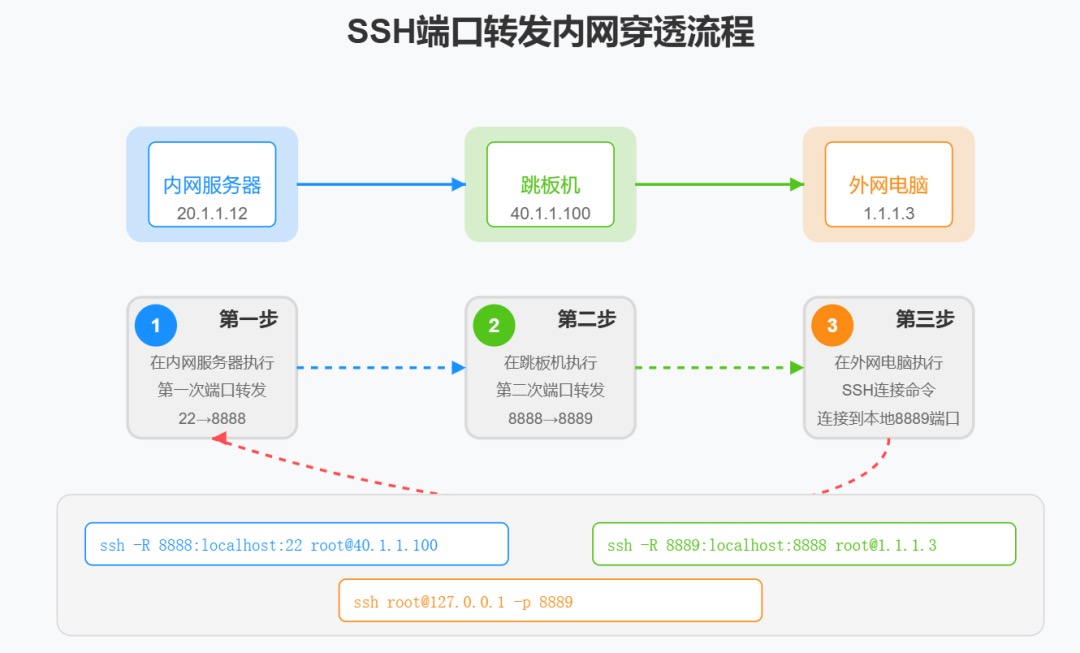 SSH端口转发内网穿透流程
内网服务器
20.1.1.12
跳板机
40.1.1.100
外网电脑
1.1.1.3
1
第一步
在内网服务器执行
第一次端口转发
22→8888
2
第二步
在跳板机执行
第二次端口转发
8888→8889
3
第三步
在外网电脑执行
SSH连接命令
连接到本地8889端口
ssh -R 8888:localhost:22 root@40.1.1.100
ssh -R 8889:localhost:8888 root@1.1.1.3
ssh root@127.0.0.1 -p 8889